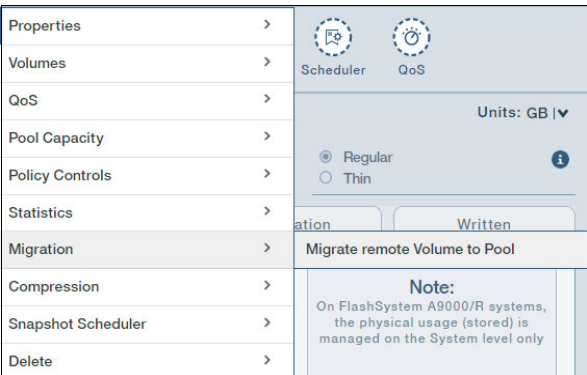 Properties
Volumes
QoS
Pool Capacity
Policy Controls
Statistics
Migration
Compression
Snapshot Scheduler
Delete
Scheduler
QoS
Units: GB
Regular
Thin
Written
Migrate remote Volume to Pool
Note:
On FlashSystem A9000/R systems,
the physical usage (stored) is
managed on the System level only